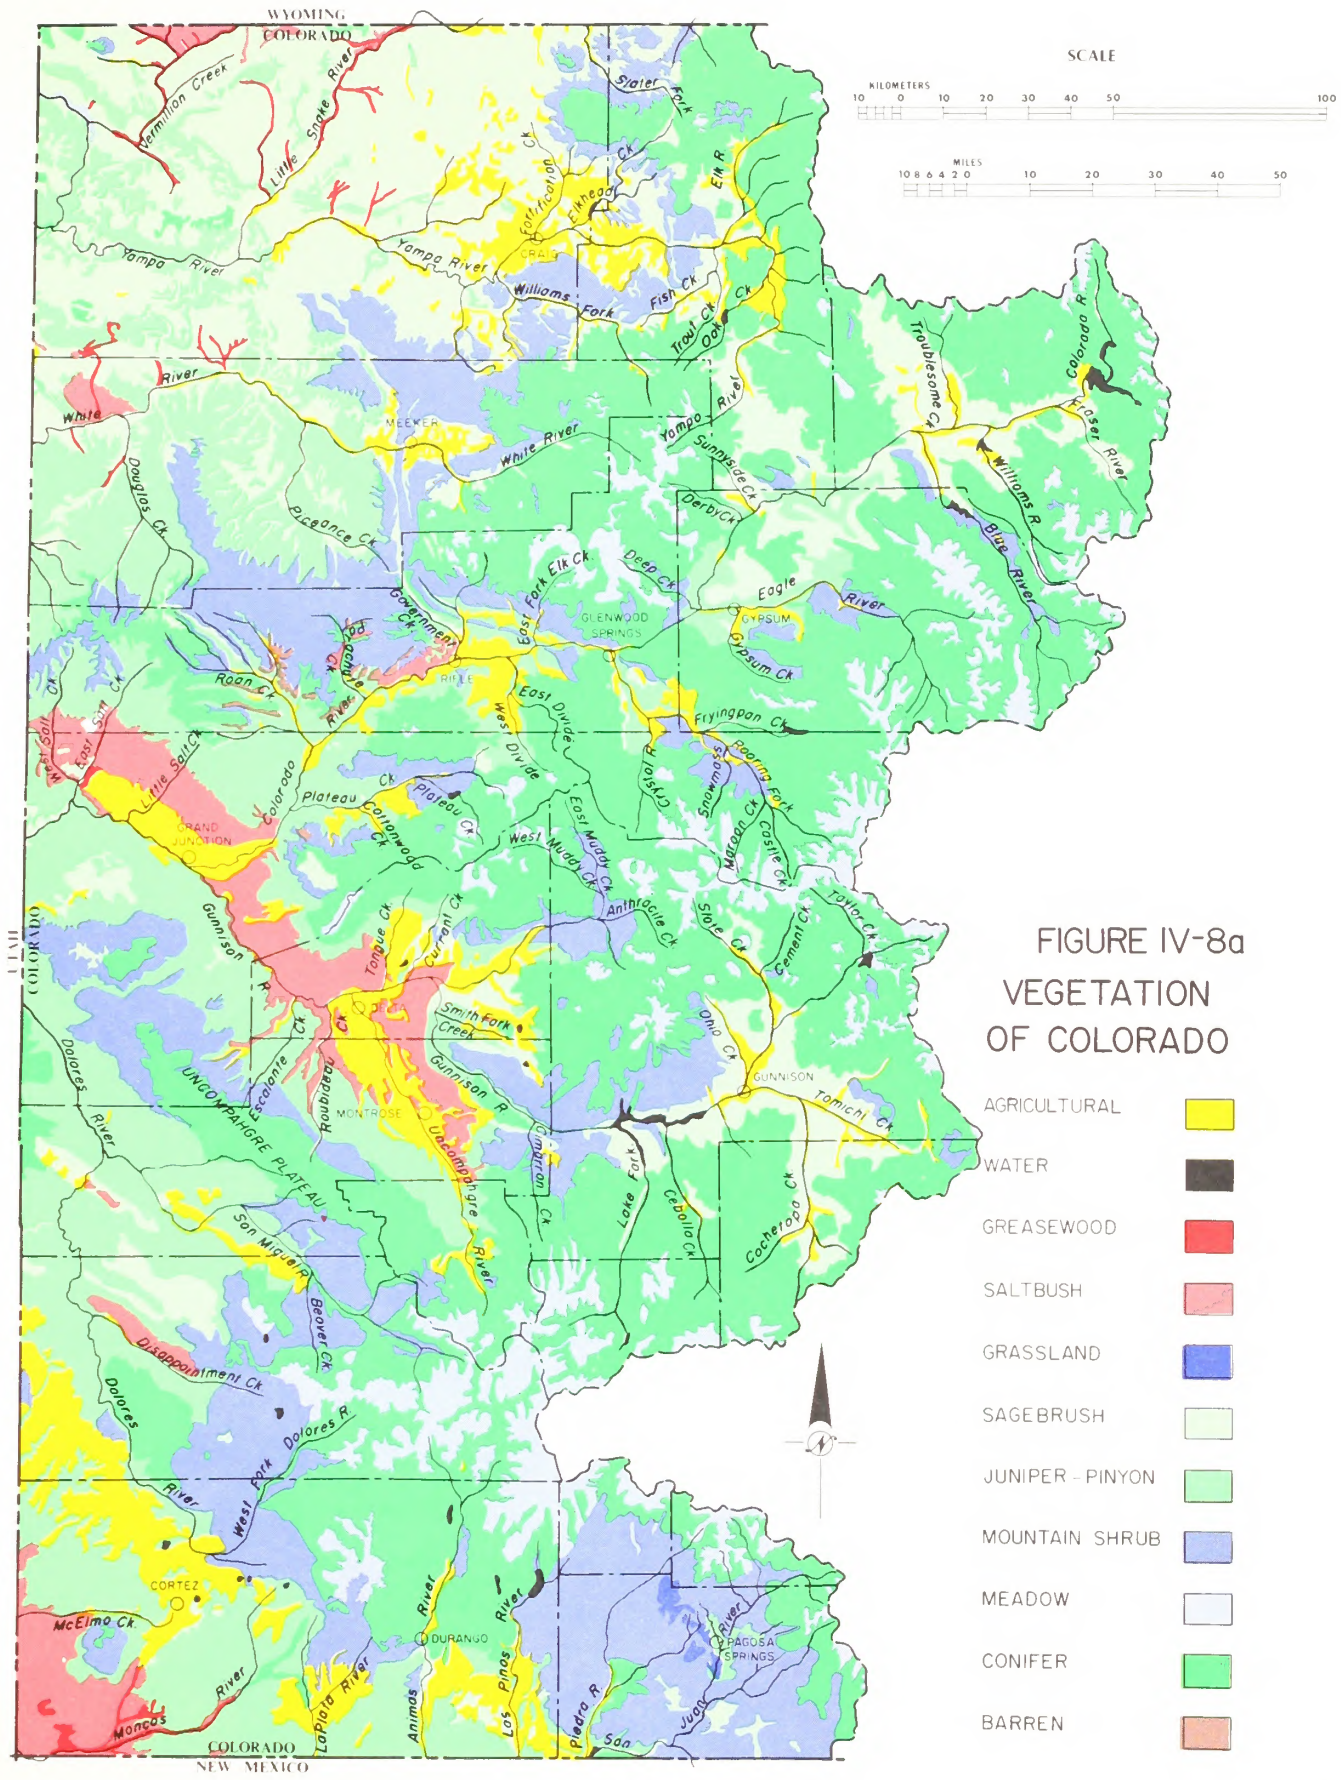 WYOMING
COLORADO
SCALE
KILOMETERS
10 0 10 20 30 40 50 100
MILES
10 8 6 4 2 0 10 20 30 40 50
Vermillion Creek
Little Snake River
Slater Fork
Fortification Ck
Elkhead Ck
Elk R
CRAIG
Yampa River
Yampa River
Williams Fork
Fish Ck
Trout Ck
Oak Ck
Yampa River
Troublesome Ck
Colorado R
Fraser River
Williams R
Blue River
White River
MEEKER
White River
Sunnyside Ck
Derby Ck
Douglas Ck.
Piceance Ck.
Government Ck
East Fork Elk Ck.
Deep Ck
Eagle River
GLENWOOD
SPRINGS
GYPSUM
Gypsum Ck
Parachute Ck
Roan Ck
River
RIFLE
East Divide
West Divide
Crystal R
Fryingpan Ck
Roaring Fork
Snowmass
Maroon Ck
Castle Ck
West Salt Ck
East Salt Ck
Little Salt Ck
Colorado
Plateau Ck
Plateau Ck
Cottonwood Ck
GRAND
JUNCTION
West Muddy Ck
East Muddy Ck
Anthracite Ck
Slate Ck
Cement Ck
Taylor Ck
UTAH
COLORADO
Gunnison R
Tongue Ck
Currant Ck
DELTA
Smith Fork
Creek
Escalante Ck
Roubideau Ck
Gunnison R
MONTROSE
Uncompahgre River
Cimarron Ck
Ohio Ck
GUNNISON
Tomichi Ck
Lake Fork
Cebolla Ck
Cochetopa Ck
Dolores River
UNCOMPAHGRE PLATEAU
San Miguel R
Beaver Ck
Disappointment Ck
Dolores River
West Fork Dolores R.
CORTEZ
McElmo Ck.
Mancos River
La Plata River
DURANGO
Animas River
Los Pinos River
Piedra R
San Juan River
PAGOSA
SPRINGS
COLORADO
NEW MEXICO
FIGURE IV-8a
VEGETATION
OF COLORADO
AGRICULTURAL
WATER
GREASEWOOD
SALTBUSH
GRASSLAND
SAGEBRUSH
JUNIPER - PINYON
MOUNTAIN SHRUB
MEADOW
CONIFER
BARREN